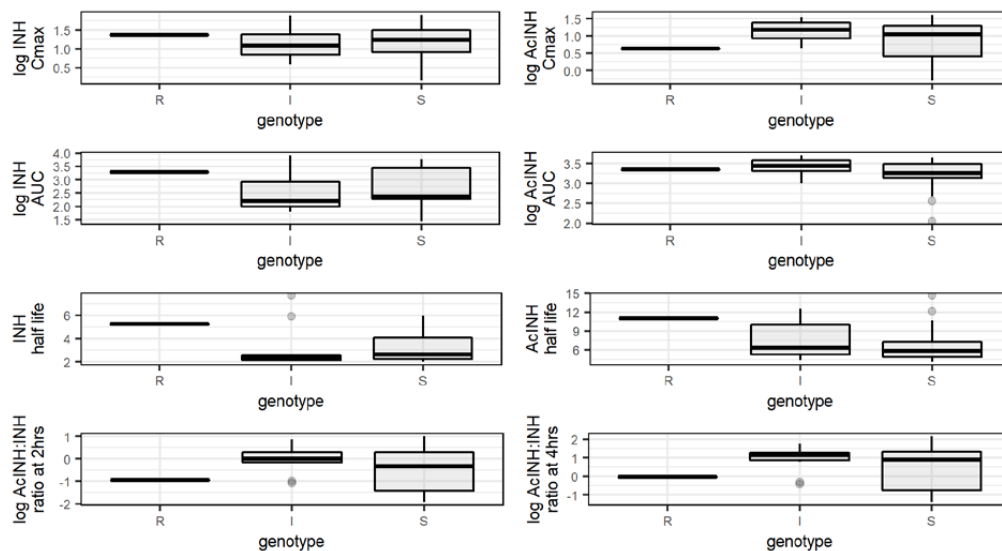 log INH
Cmax
1.5
1.0
0.5
R
I
S
genotype
log AcINH
Cmax
1.5
1.0
0.5
0.0
R
I
S
genotype
log INH
AUC
4.0
3.5
3.0
2.5
2.0
1.5
R
I
S
genotype
log AcINH
AUC
3.5
3.0
2.5
2.0
R
I
S
genotype
INH
half life
6
4
2
R
I
S
genotype
AcINH
half life
15
12
9
6
R
I
S
genotype
log AcINH:INH
ratio at 2hrs
1
0
-1
-2
R
I
S
genotype
log AcINH:INH
ratio at 4hrs
2
1
0
-1
R
I
S
genotype